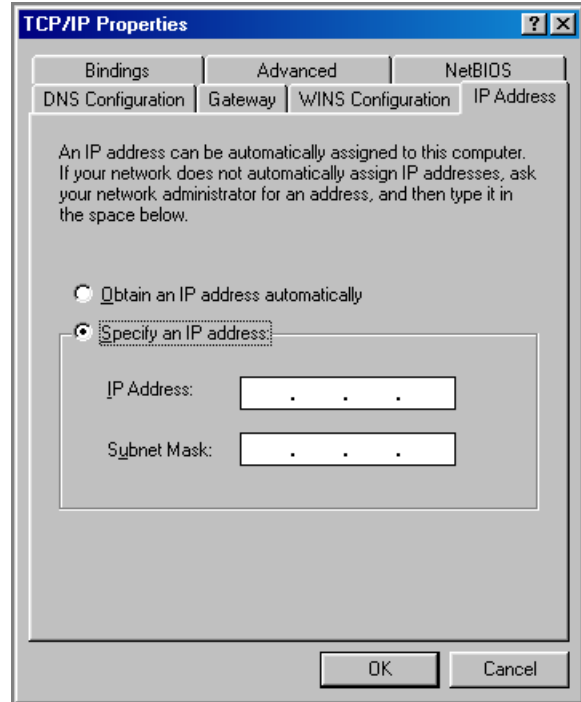 TCP/IP Properties
Bindings
Advanced
NetBIOS
DNS Configuration
Gateway
WINS Configuration
IP Address
An IP address can be automatically assigned to this computer.
If your network does not automatically assign IP addresses, ask
your network administrator for an address, and then type it in
the space below.
Obtain an IP address automatically
Specify an IP address:
IP Address:
. . .
Subnet Mask:
. . .
OK
Cancel